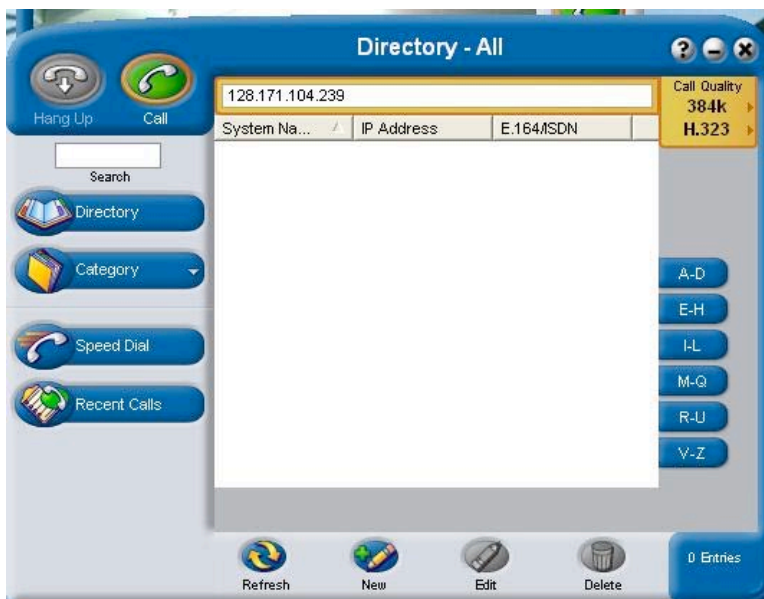 Directory - All
?
Hang Up
Call
128.171.104.239
Call Quality
384k
H.323
System Na...
IP Address
E.164/ISDN
Search
Directory
Category
Speed Dial
Recent Calls
A-D
E-H
I-L
M-Q
R-U
V-Z
Refresh
New
Edit
Delete
0 Entries